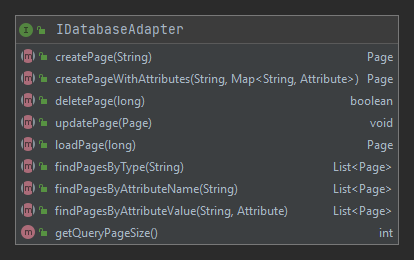 I IDatabaseAdapter
m createPage(String) Page
m createPageWithAttributes(String, Map<String, Attribute>) Page
m deletePage(long) boolean
m updatePage(Page) void
m loadPage(long) Page
m findPagesByType(String) List<Page>
m findPagesByAttributeName(String) List<Page>
m findPagesByAttributeValue(String, Attribute) List<Page>
m getQueryPageSize() int